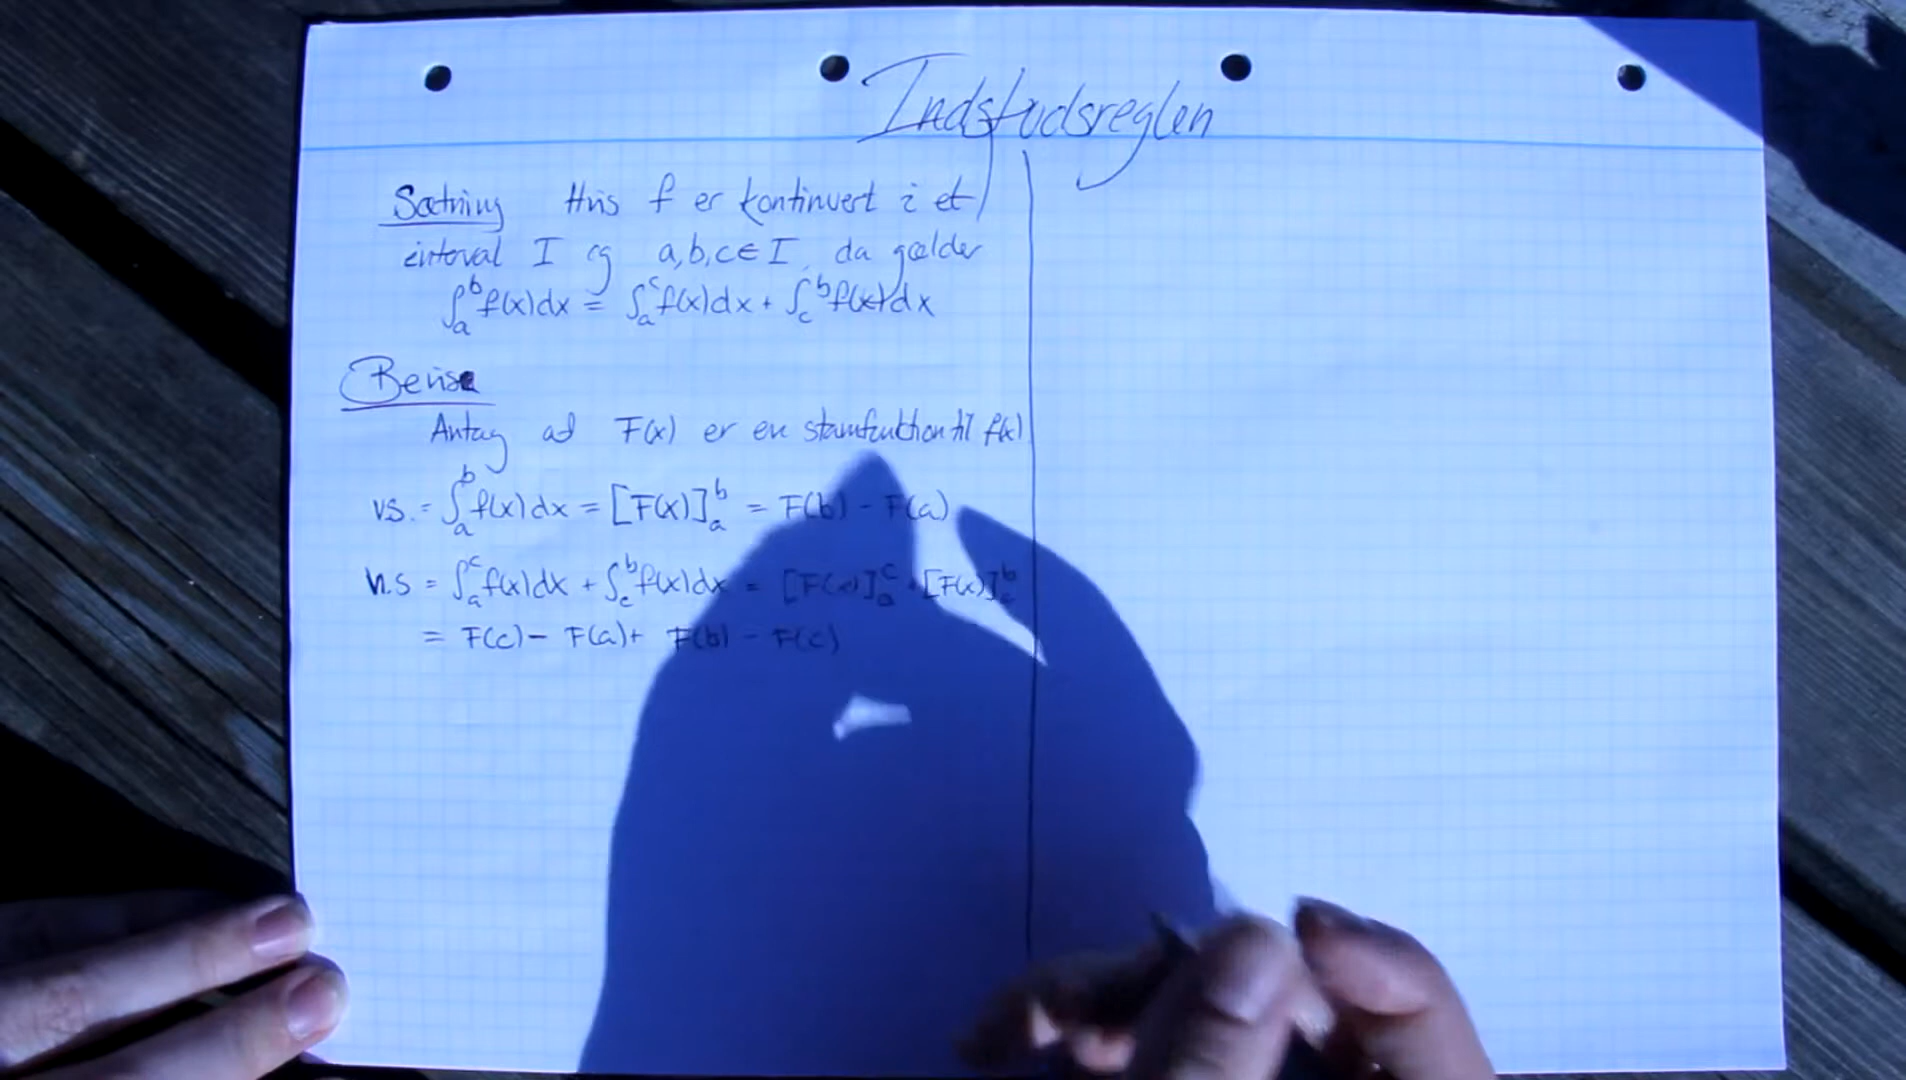 Indskudsreglen
Sætning Hvis f er kontinuert i et
interval I og a,b,c∈I, da gælder
∫_a^b f(x)dx = ∫_a^c f(x)dx + ∫_c^b f(x)dx
Bevis
Antag at F(x) er en stamfunktion til f(x)
v.s. = ∫_a^b f(x)dx = [F(x)]_a^b = F(b) - F(a)
h.s = ∫_a^c f(x)dx + ∫_c^b f(x)dx = [F(x)]_a^c + [F(x)]_c^b
= F(c) - F(a) + F(b) - F(c)